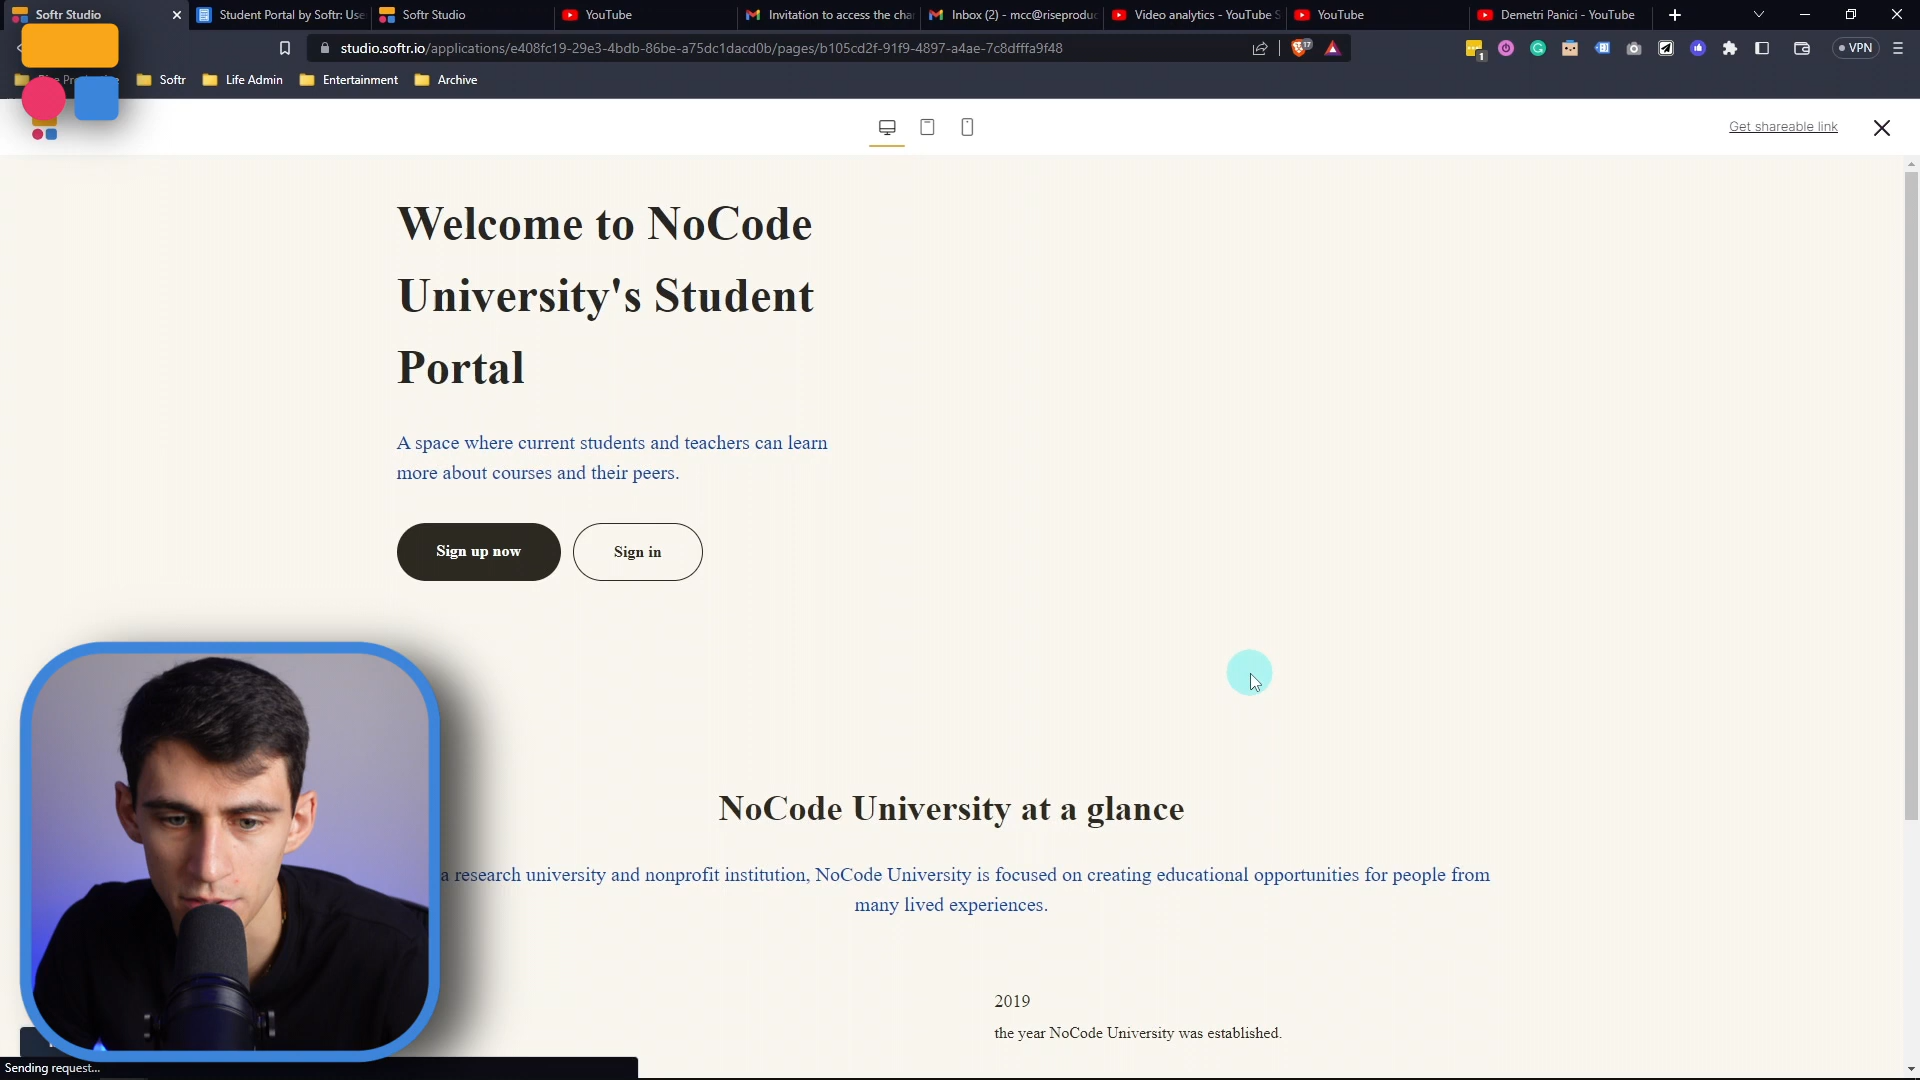 Softr Studio
Student Portal by Softr: Use
Softr Studio
YouTube
Invitation to access the cha
Inbox (2) - mcc@riseproduc
Video analytics - YouTube S
YouTube
Demetri Panici - YouTube
studio.softr.io/applications/e408fc19-29e3-4bdb-86be-a75dc1dacd0b/pages/b105cd2f-91f9-4897-a4ae-7c8dfffa9f48
17
1
VPN
Softr
Life Admin
Entertainment
Archive
Get shareable link
Welcome to NoCode
University's Student
Portal
A space where current students and teachers can learn
more about courses and their peers.
Sign up now
Sign in
NoCode University at a glance
a research university and nonprofit institution, NoCode University is focused on creating educational opportunities for people from
many lived experiences.
2019
the year NoCode University was established.
Sending request...